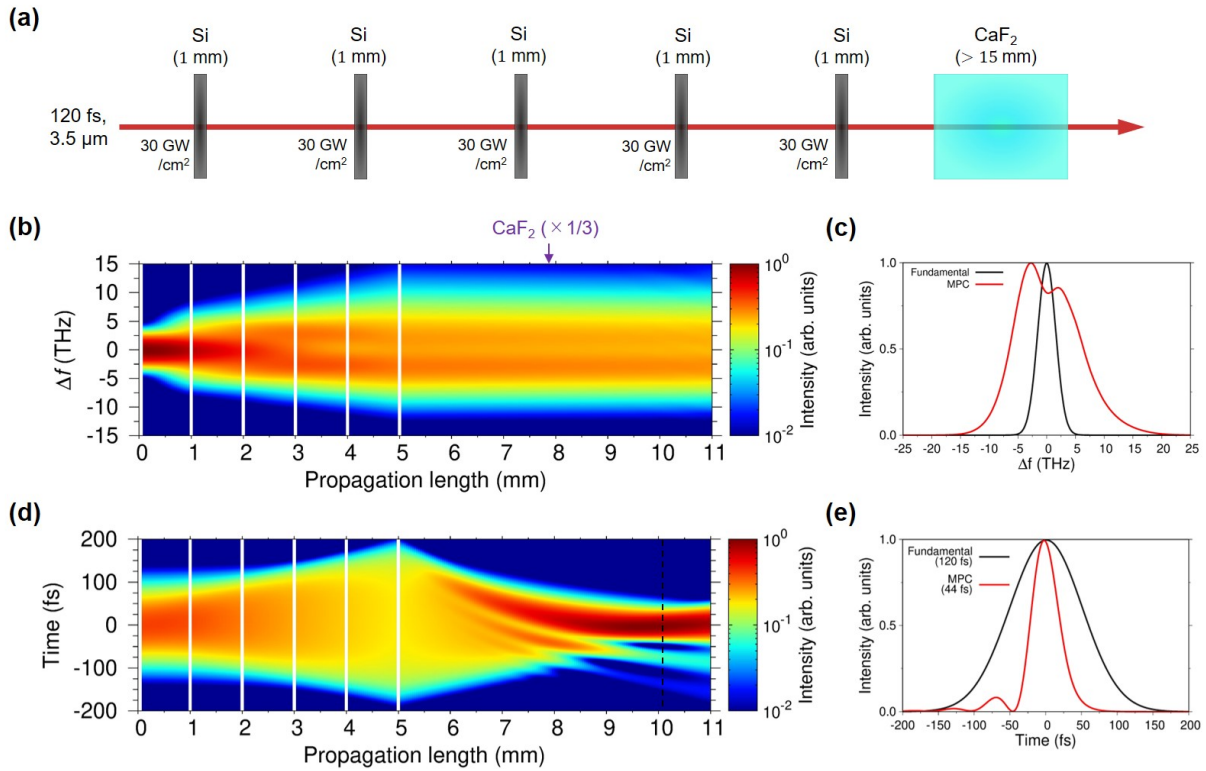 (a)
Si
(1 mm)
Si
(1 mm)
Si
(1 mm)
Si
(1 mm)
Si
(1 mm)
CaF₂
(> 15 mm)
120 fs,
3.5 μm
30 GW
/cm²
30 GW
/cm²
30 GW
/cm²
30 GW
/cm²
30 GW
/cm²
(b)
CaF₂ (×1/3)
15
10
5
0
-5
-10
-15
Δf (THz)
0 1 2 3 4 5 6 7 8 9 10 11
Propagation length (mm)
10⁰
10⁻¹
10⁻²
Intensity (arb. units)
(c)
Fundamental
MPC
1.0
0.5
0.0
Intensity (arb. units)
-25 -20 -15 -10 -5 0 5 10 15 20 25
Δf (THz)
(d)
200
100
0
-100
-200
Time (fs)
0 1 2 3 4 5 6 7 8 9 10 11
Propagation length (mm)
10⁰
10⁻¹
10⁻²
Intensity (arb. units)
(e)
Fundamental
(120 fs)
MPC
(44 fs)
1.0
0.5
0.0
Intensity (arb. units)
-200 -150 -100 -50 0 50 100 150 200
Time (fs)